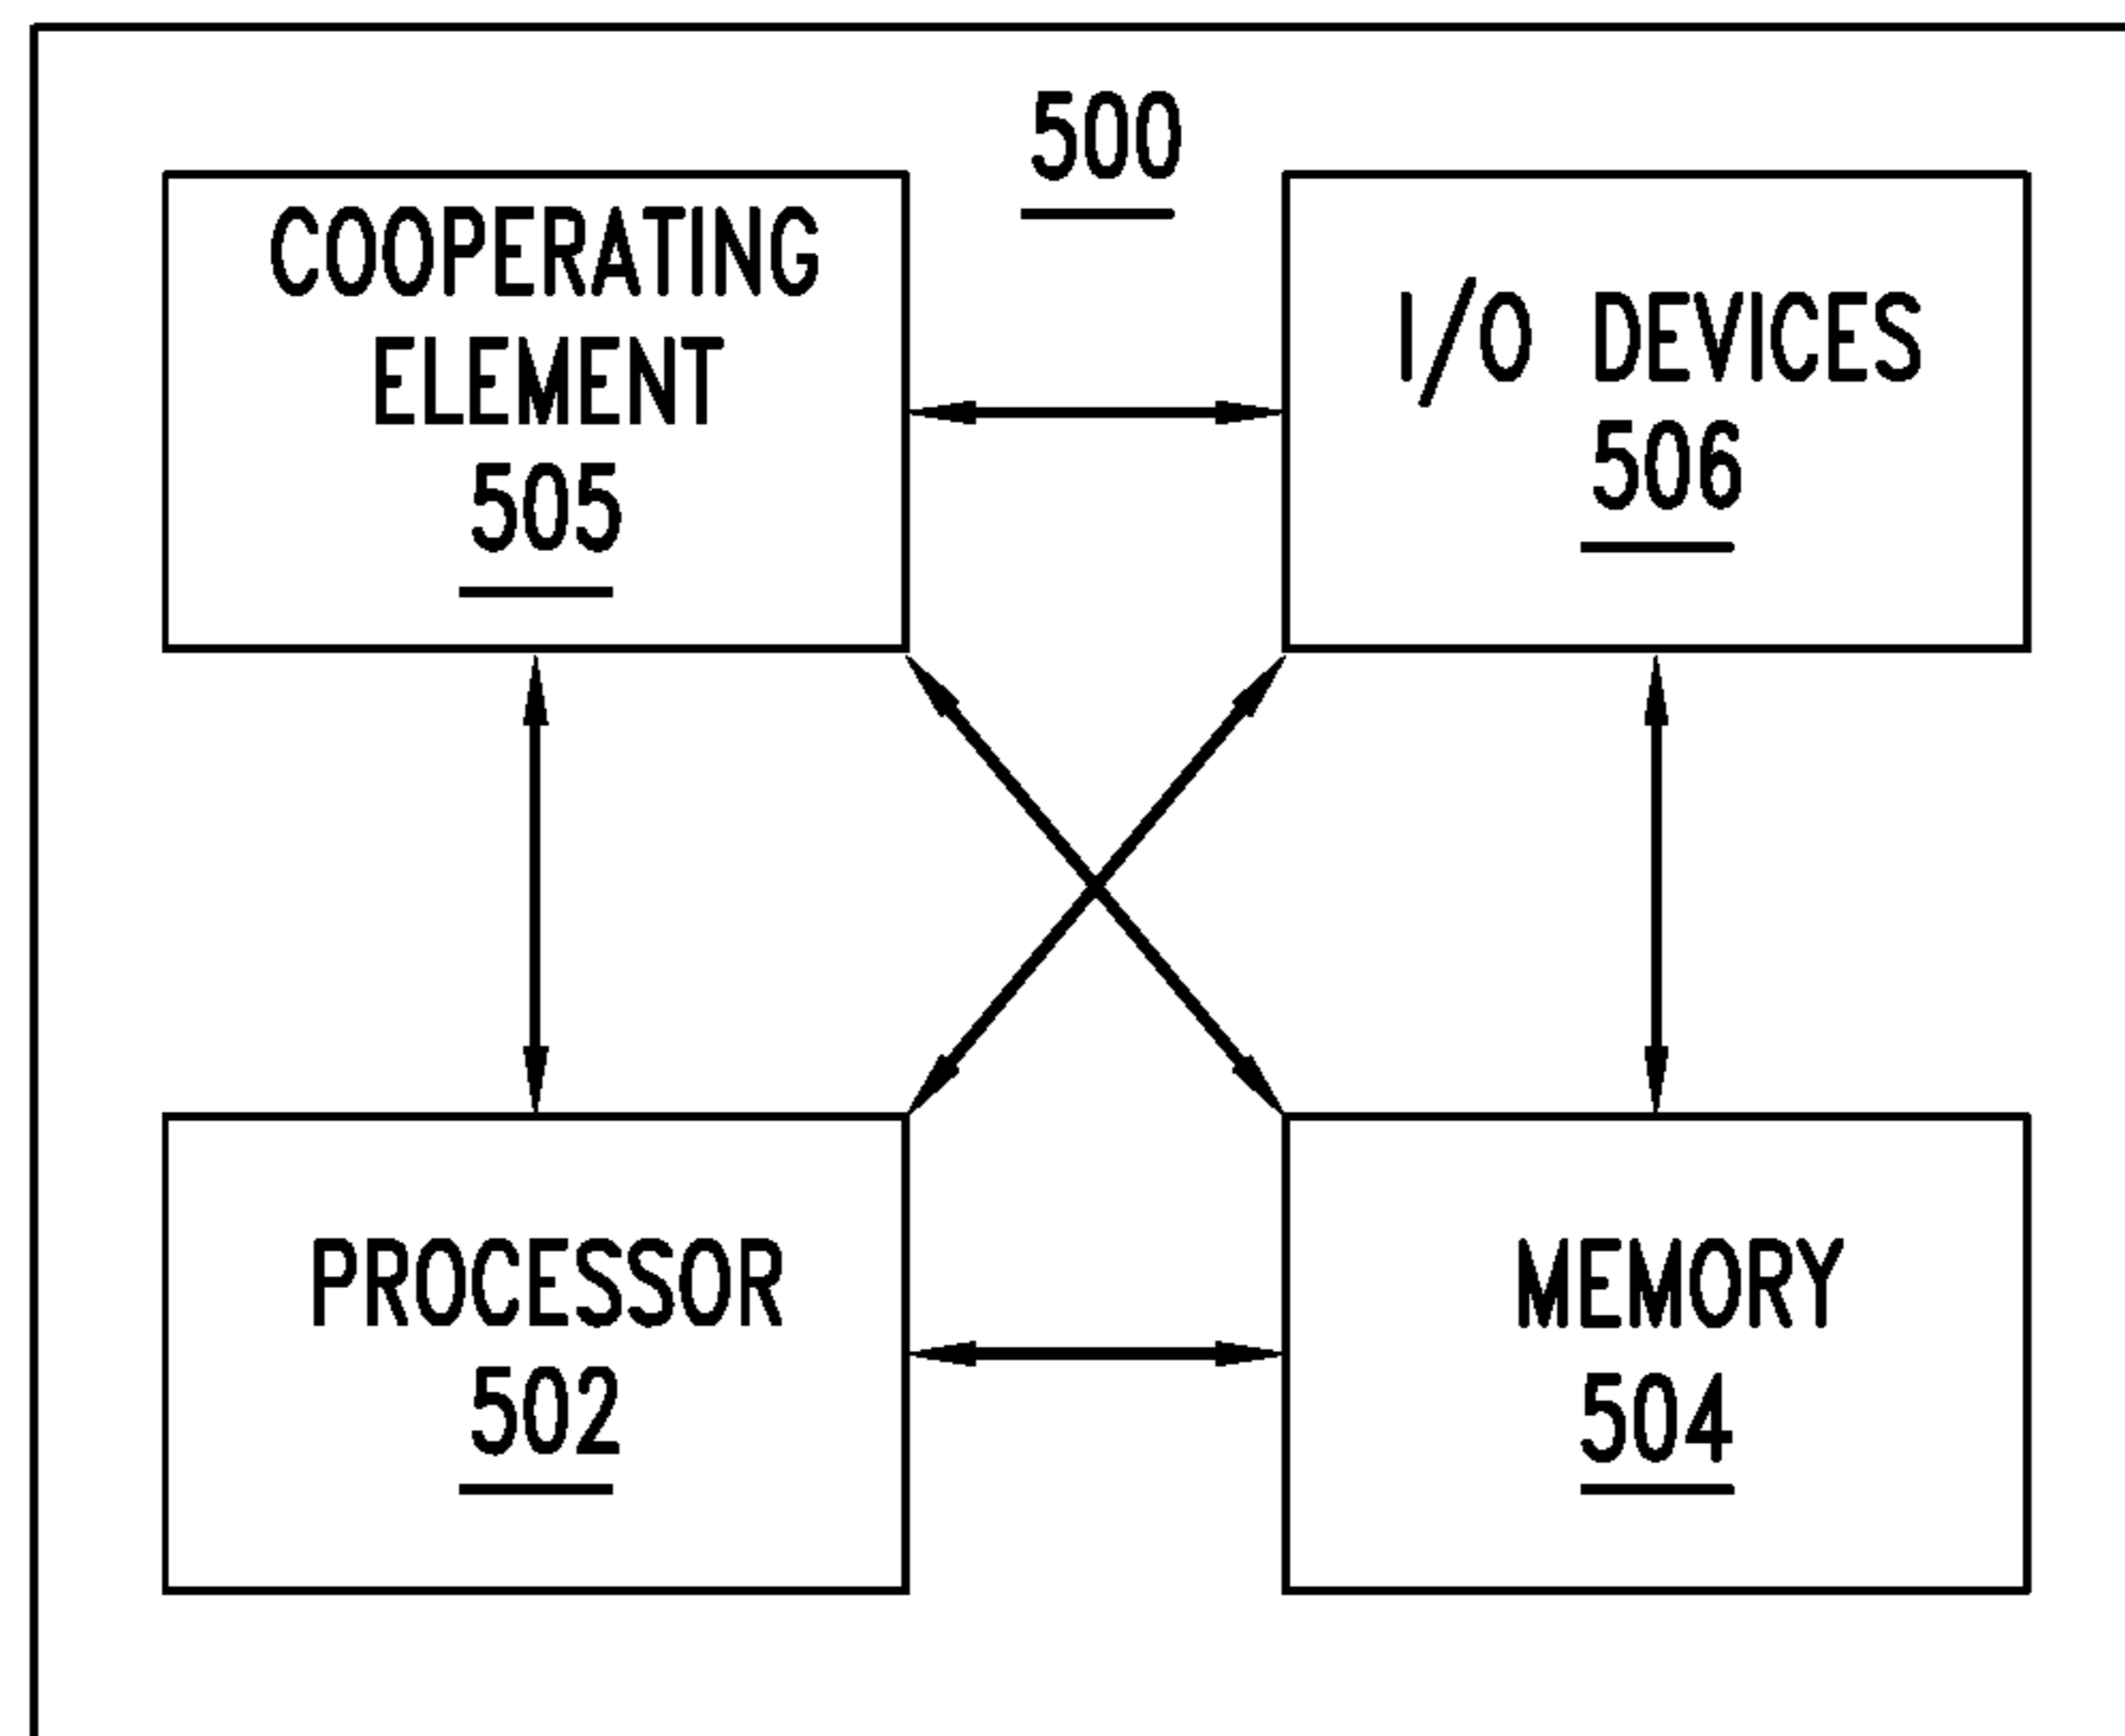 500
COOPERATING
ELEMENT
505
I/O DEVICES
506
PROCESSOR
502
MEMORY
504